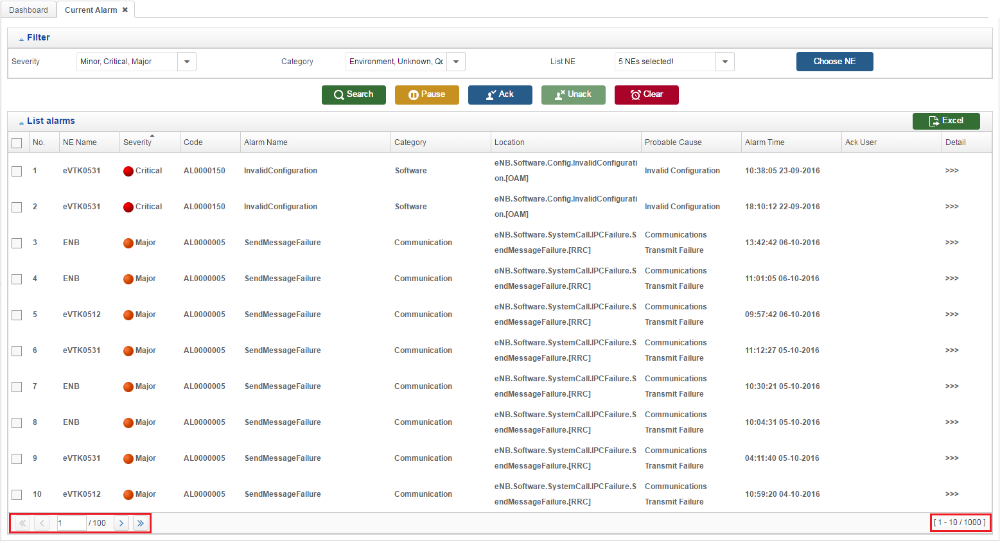 Dashboard
Current Alarm ✖
Filter
Severity Minor, Critical, Major Category Environment, Unknown, Qc List NE 5 NEs selected! Choose NE
Search Pause Ack Unack Clear
List alarms Excel
No. NE Name Severity Code Alarm Name Category Location Probable Cause Alarm Time Ack User Detail
1 eVTK0531 Critical AL0000150 InvalidConfiguration Software eNB.Software.Config.InvalidConfigurati Invalid Configuration 10:38:05 23-09-2016 >>>
on.[OAM]
2 eVTK0531 Critical AL0000150 InvalidConfiguration Software eNB.Software.Config.InvalidConfigurati Invalid Configuration 18:10:12 22-09-2016 >>>
on.[OAM]
3 ENB Major AL0000005 SendMessageFailure Communication eNB.Software.SystemCall.IPCFailure.S Communications 13:42:42 06-10-2016 >>>
endMessageFailure.[RRC] Transmit Failure
4 ENB Major AL0000005 SendMessageFailure Communication eNB.Software.SystemCall.IPCFailure.S Communications 11:01:05 06-10-2016 >>>
endMessageFailure.[RRC] Transmit Failure
5 eVTK0512 Major AL0000005 SendMessageFailure Communication eNB.Software.SystemCall.IPCFailure.S Communications 09:57:42 06-10-2016 >>>
endMessageFailure.[RRC] Transmit Failure
6 eVTK0531 Major AL0000005 SendMessageFailure Communication eNB.Software.SystemCall.IPCFailure.S Communications 11:12:27 05-10-2016 >>>
endMessageFailure.[RRC] Transmit Failure
7 ENB Major AL0000005 SendMessageFailure Communication eNB.Software.SystemCall.IPCFailure.S Communications 10:30:21 05-10-2016 >>>
endMessageFailure.[RRC] Transmit Failure
8 ENB Major AL0000005 SendMessageFailure Communication eNB.Software.SystemCall.IPCFailure.S Communications 10:04:31 05-10-2016 >>>
endMessageFailure.[RRC] Transmit Failure
9 eVTK0531 Major AL0000005 SendMessageFailure Communication eNB.Software.SystemCall.IPCFailure.S Communications 04:11:40 05-10-2016 >>>
endMessageFailure.[RRC] Transmit Failure
10 eVTK0512 Major AL0000005 SendMessageFailure Communication eNB.Software.SystemCall.IPCFailure.S Communications 10:59:20 04-10-2016 >>>
endMessageFailure.[RRC] Transmit Failure
1 / 100 [ 1 - 10 / 1000 ]